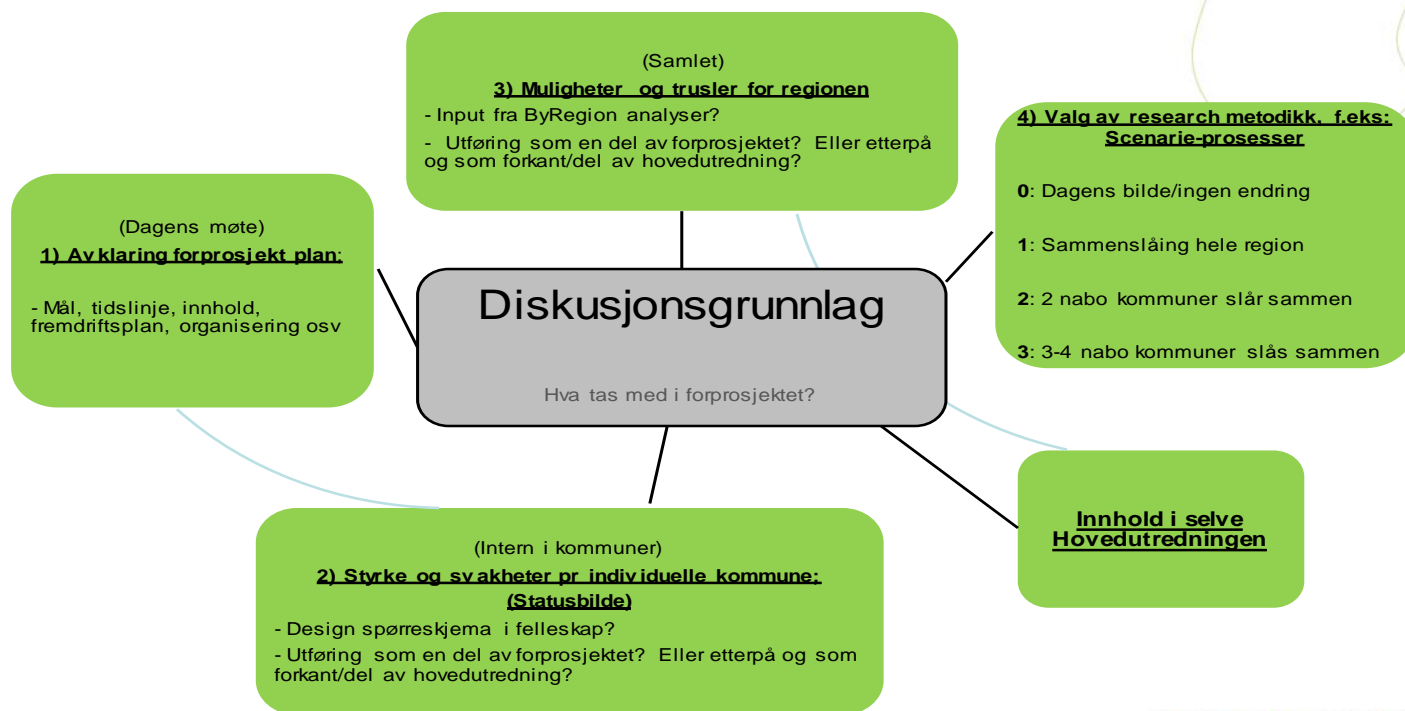 (Samlet)
3) Muligheter og trusler for regionen
- Input fra ByRegion analyser?
- Utføring som en del av forprosjektet? Eller etterpå
og som forkant/del av hovedutredning?
4) Valg av research metodikk, f.eks:
Scenarie-prosesser
0: Dagens bilde/ingen endring
1: Sammenslåing hele region
2: 2 nabo kommuner slår sammen
3: 3-4 nabo kommuner slås sammen
(Dagens møte)
1) Avklaring forprosjekt plan:
- Mål, tidslinje, innhold,
fremdriftsplan, organisering osv
Diskusjonsgrunnlag
Hva tas med i forprosjektet?
(Intern i kommuner)
2) Styrke og svakheter pr individuelle kommune;
(Statusbilde)
- Design spørreskjema i felleskap?
- Utføring som en del av forprosjektet? Eller etterpå og som
forkant/del av hovedutredning?
Innhold i selve
Hovedutredningen